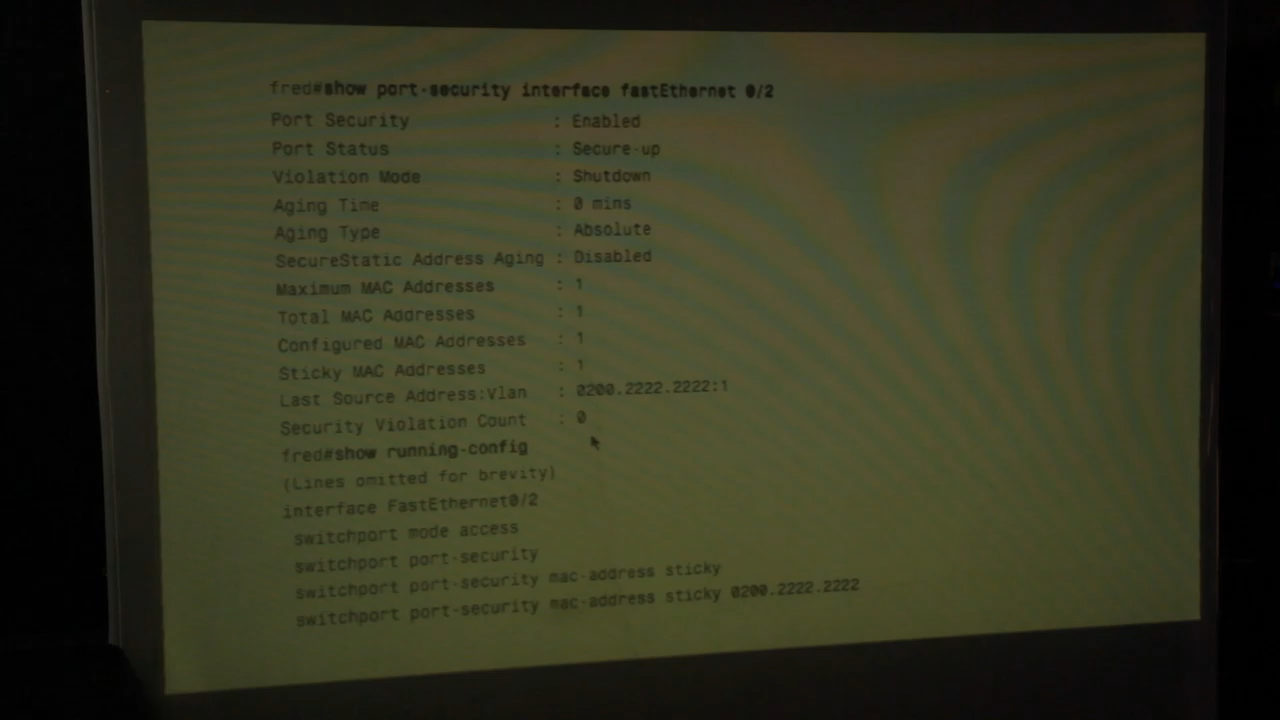 fred#show port-security interface fastEthernet 0/2
Port Security : Enabled
Port Status : Secure-up
Violation Mode : Shutdown
Aging Time : 0 mins
Aging Type : Absolute
SecureStatic Address Aging : Disabled
Maximum MAC Addresses : 1
Total MAC Addresses : 1
Configured MAC Addresses : 1
Sticky MAC Addresses : 1
Last Source Address:Vlan : 0200.2222.2222:1
Security Violation Count : 0
fred#show running-config
(Lines omitted for brevity)
interface FastEthernet0/2
switchport mode access
switchport port-security
switchport port-security mac-address sticky
switchport port-security mac-address sticky 0200.2222.2222